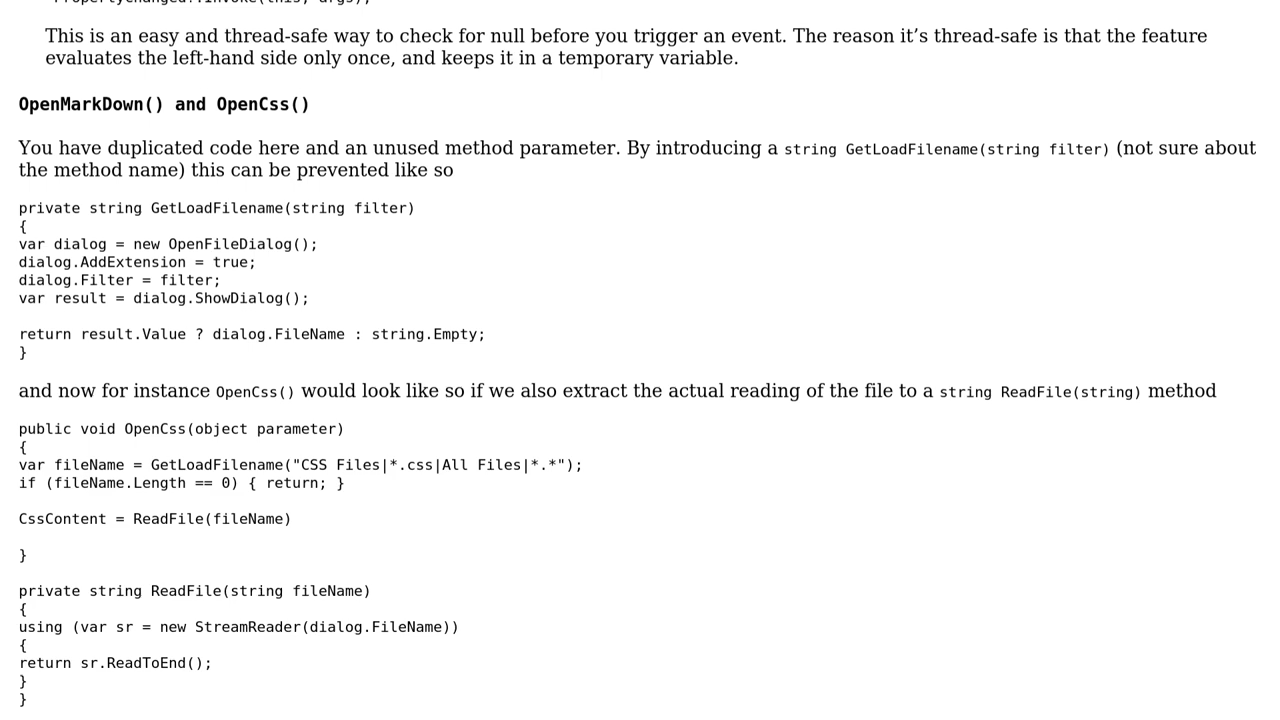 PropertyChanged?.Invoke(this, args);
This is an easy and thread-safe way to check for null before you trigger an event. The reason it’s thread-safe is that the feature
evaluates the left-hand side only once, and keeps it in a temporary variable.
OpenMarkDown() and OpenCss()
You have duplicated code here and an unused method parameter. By introducing a string GetLoadFilename(string filter) (not sure about
the method name) this can be prevented like so
private string GetLoadFilename(string filter)
{
var dialog = new OpenFileDialog();
dialog.AddExtension = true;
dialog.Filter = filter;
var result = dialog.ShowDialog();
return result.Value ? dialog.FileName : string.Empty;
}
and now for instance OpenCss() would look like so if we also extract the actual reading of the file to a string ReadFile(string) method
public void OpenCss(object parameter)
{
var fileName = GetLoadFilename("CSS Files|*.css|All Files|*.*");
if (fileName.Length == 0) { return; }
CssContent = ReadFile(fileName)
}
private string ReadFile(string fileName)
{
using (var sr = new StreamReader(dialog.FileName))
{
return sr.ReadToEnd();
}
}